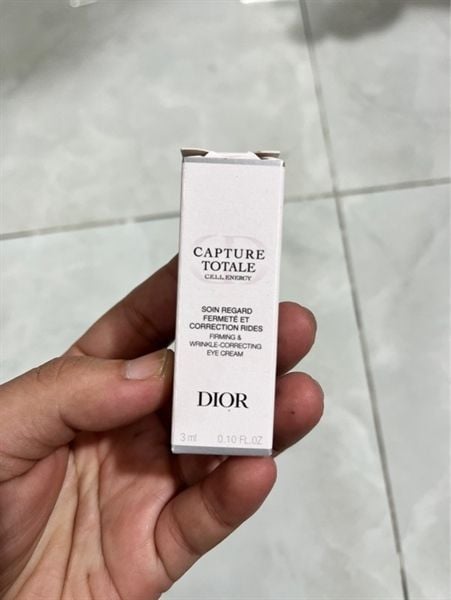 CAPTURE
TOTALE
C.E.L.L. ENERGY
SOIN REGARD
FERMETÉ ET
CORRECTION RIDES
FIRMING &
WRINKLE-CORRECTING
EYE CREAM
DIOR
3 ml 0.10 FL.OZ